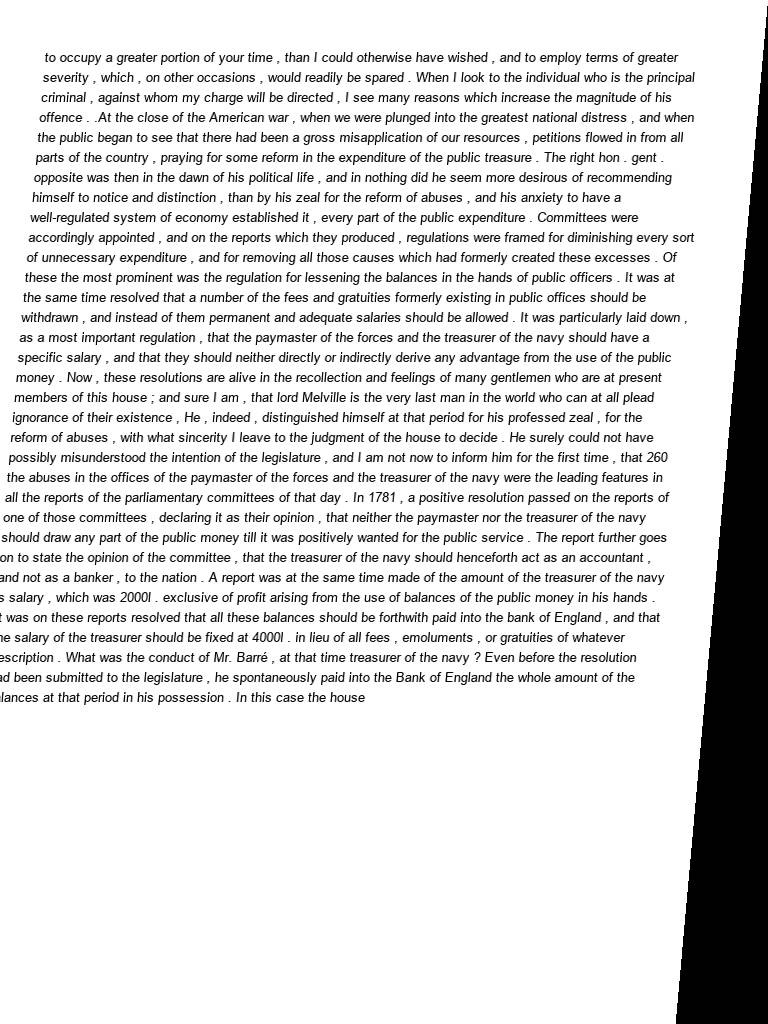 to occupy a greater portion of your time , than I could otherwise have wished , and to employ terms of greater
severity , which , on other occasions , would readily be spared . When I look to the individual who is the principal
criminal , against whom my charge will be directed , I see many reasons which increase the magnitude of his
offence . .At the close of the American war , when we were plunged into the greatest national distress , and when
the public began to see that there had been a gross misapplication of our resources , petitions flowed in from all
parts of the country , praying for some reform in the expenditure of the public treasure . The right hon . gent .
opposite was then in the dawn of his political life , and in nothing did he seem more desirous of recommending
himself to notice and distinction , than by his zeal for the reform of abuses , and his anxiety to have a
well-regulated system of economy established it , every part of the public expenditure . Committees were
accordingly appointed , and on the reports which they produced , regulations were framed for diminishing every sort
of unnecessary expenditure , and for removing all those causes which had formerly created these excesses . Of
these the most prominent was the regulation for lessening the balances in the hands of public officers . It was at
the same time resolved that a number of the fees and gratuities formerly existing in public offices should be
withdrawn , and instead of them permanent and adequate salaries should be allowed . It was particularly laid down ,
as a most important regulation , that the paymaster of the forces and the treasurer of the navy should have a
specific salary , and that they should neither directly or indirectly derive any advantage from the use of the public
money . Now , these resolutions are alive in the recollection and feelings of many gentlemen who are at present
members of this house ; and sure I am , that lord Melville is the very last man in the world who can at all plead
ignorance of their existence , He , indeed , distinguished himself at that period for his professed zeal , for the
reform of abuses , with what sincerity I leave to the judgment of the house to decide . He surely could not have
possibly misunderstood the intention of the legislature , and I am not now to inform him for the first time , that 260
the abuses in the offices of the paymaster of the forces and the treasurer of the navy were the leading features in
all the reports of the parliamentary committees of that day . In 1781 , a positive resolution passed on the reports of
one of those committees , declaring it as their opinion , that neither the paymaster nor the treasurer of the navy
should draw any part of the public money till it was positively wanted for the public service . The report further goes
on to state the opinion of the committee , that the treasurer of the navy should henceforth act as an accountant ,
and not as a banker , to the nation . A report was at the same time made of the amount of the treasurer of the navy
s salary , which was 2000l . exclusive of profit arising from the use of balances of the public money in his hands .
was on these reports resolved that all these balances should be forthwith paid into the bank of England , and that
salary of the treasurer should be fixed at 4000l . in lieu of all fees , emoluments , or gratuities of whatever
escription . What was the conduct of Mr. Barré , at that time treasurer of the navy ? Even before the resolution
been submitted to the legislature , he spontaneously paid into the Bank of England the whole amount of the
lances at that period in his possession . In this case the house